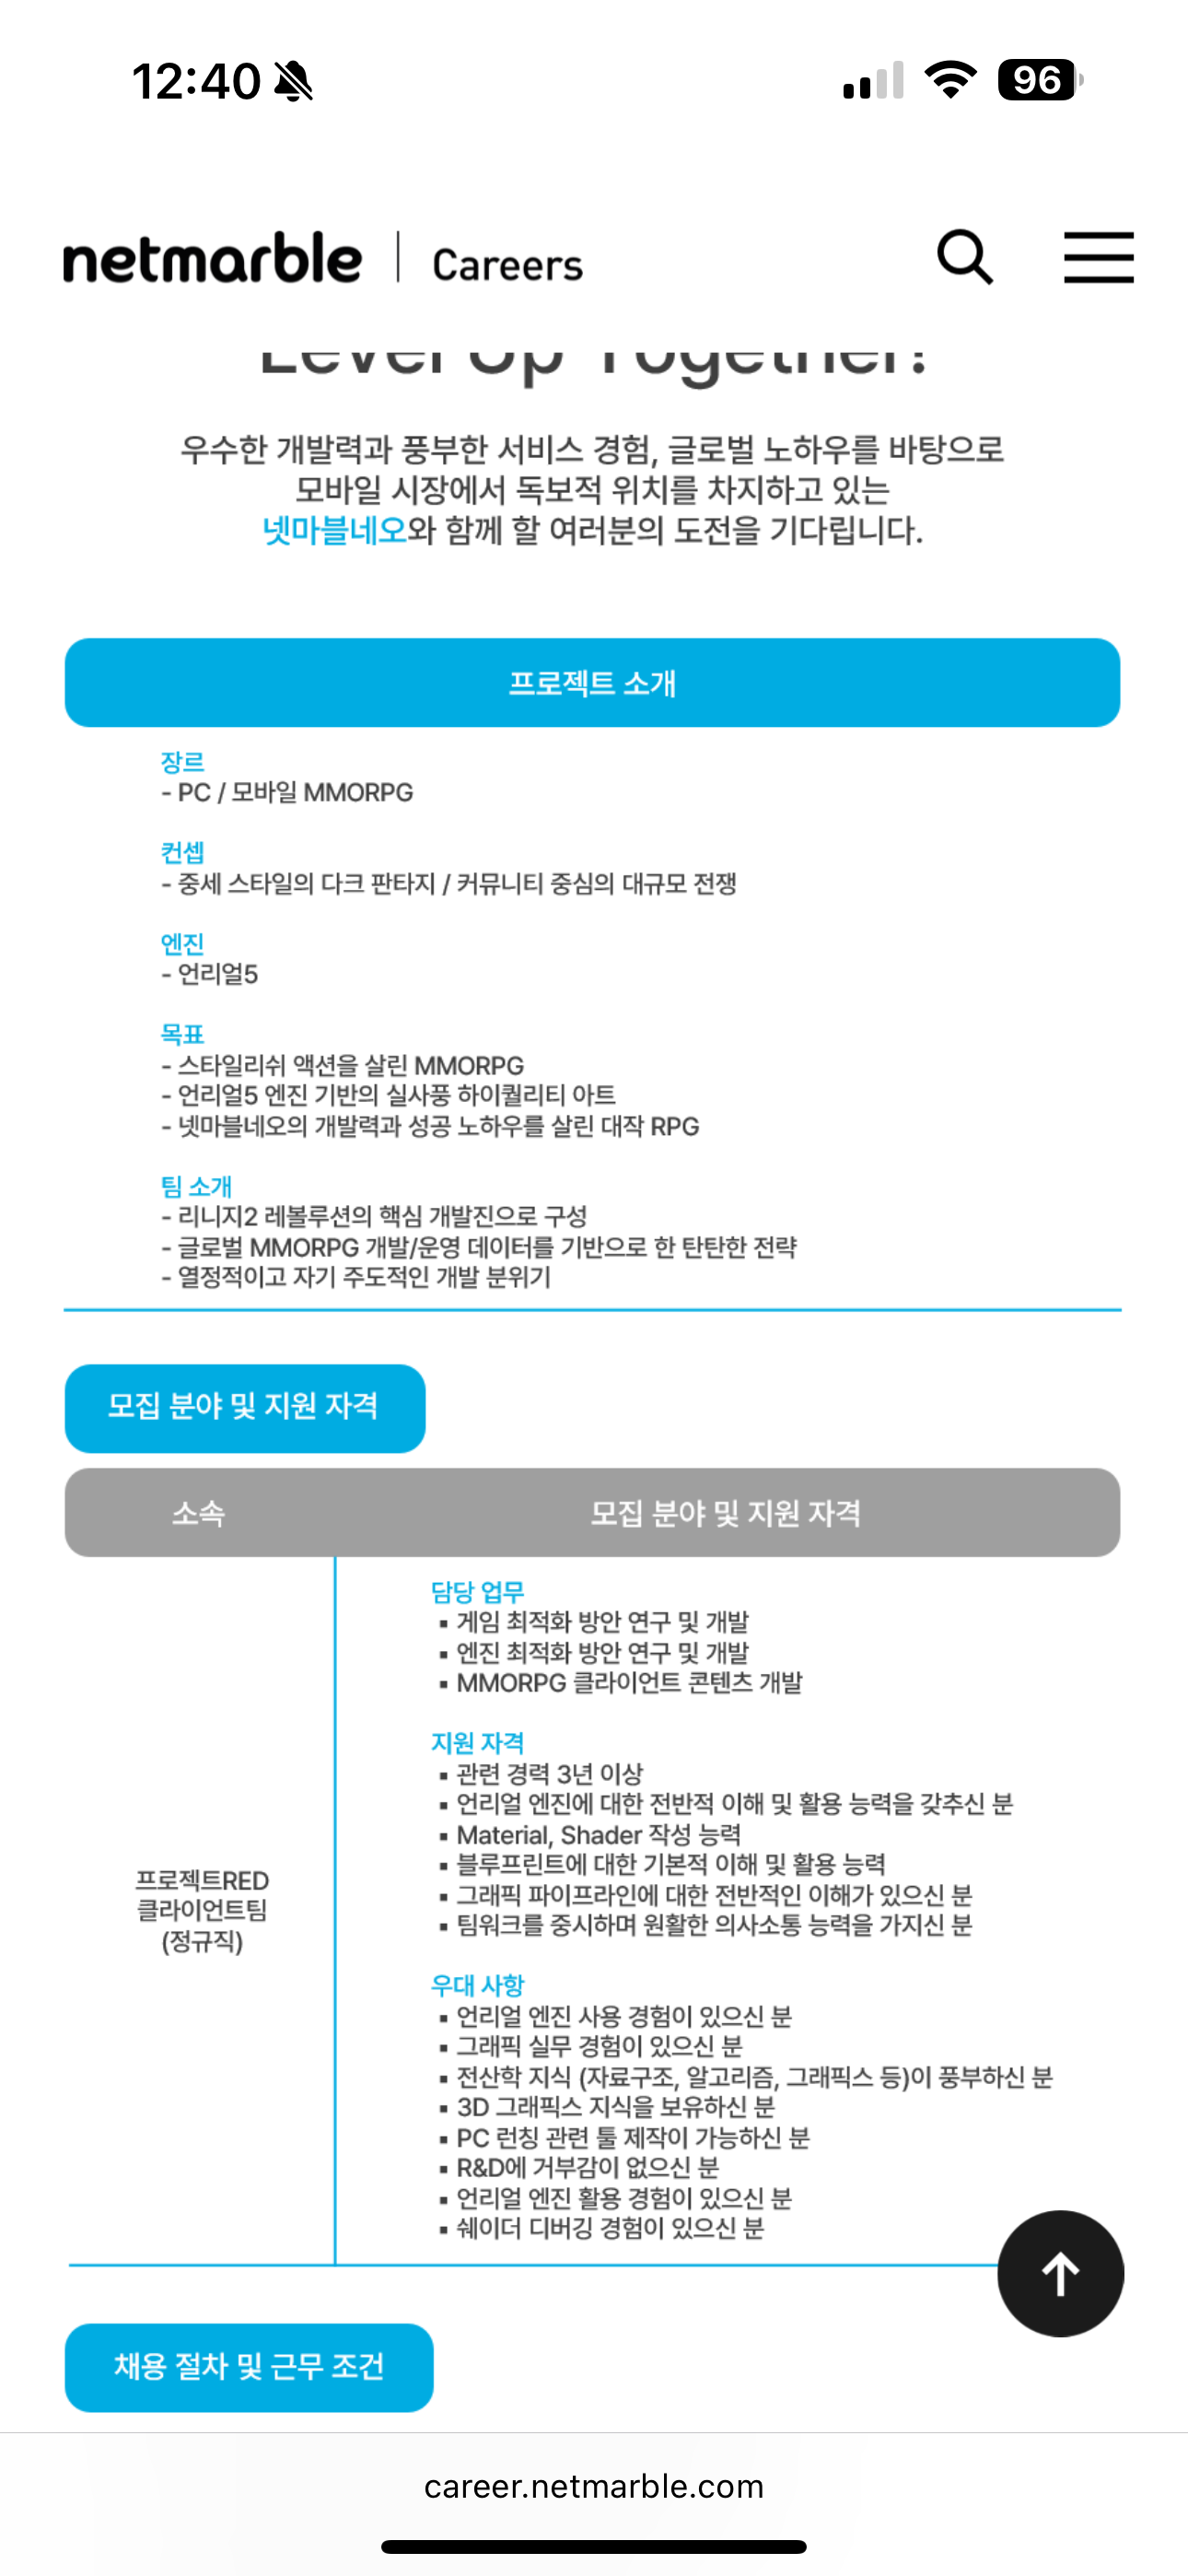 12:40
96
netmarble | Careers
Level Up Together!
우수한 개발력과 풍부한 서비스 경험, 글로벌 노하우를 바탕으로
모바일 시장에서 독보적 위치를 차지하고 있는
넷마블네오와 함께 할 여러분의 도전을 기다립니다.
프로젝트 소개
장르
- PC / 모바일 MMORPG
컨셉
- 중세 스타일의 다크 판타지 / 커뮤니티 중심의 대규모 전쟁
엔진
- 언리얼5
목표
- 스타일리쉬 액션을 살린 MMORPG
- 언리얼5 엔진 기반의 실사풍 하이퀄리티 아트
- 넷마블네오의 개발력과 성공 노하우를 살린 대작 RPG
팀 소개
- 리니지2 레볼루션의 핵심 개발진으로 구성
- 글로벌 MMORPG 개발/운영 데이터를 기반으로 한 탄탄한 전략
- 열정적이고 자기 주도적인 개발 분위기
모집 분야 및 지원 자격
소속
모집 분야 및 지원 자격
프로젝트RED
클라이언트팀
(정규직)
담당 업무
▪ 게임 최적화 방안 연구 및 개발
▪ 엔진 최적화 방안 연구 및 개발
▪ MMORPG 클라이언트 콘텐츠 개발
지원 자격
▪ 관련 경력 3년 이상
▪ 언리얼 엔진에 대한 전반적 이해 및 활용 능력을 갖추신 분
▪ Material, Shader 작성 능력
▪ 블루프린트에 대한 기본적 이해 및 활용 능력
▪ 그래픽 파이프라인에 대한 전반적인 이해가 있으신 분
▪ 팀워크를 중시하며 원활한 의사소통 능력을 가지신 분
우대 사항
▪ 언리얼 엔진 사용 경험이 있으신 분
▪ 그래픽 실무 경험이 있으신 분
▪ 전산학 지식 (자료구조, 알고리즘, 그래픽스 등)이 풍부하신 분
▪ 3D 그래픽스 지식을 보유하신 분
▪ PC 런칭 관련 툴 제작이 가능하신 분
▪ R&D에 거부감이 없으신 분
▪ 언리얼 엔진 활용 경험이 있으신 분
▪ 쉐이더 디버깅 경험이 있으신 분
채용 절차 및 근무 조건
career.netmarble.com